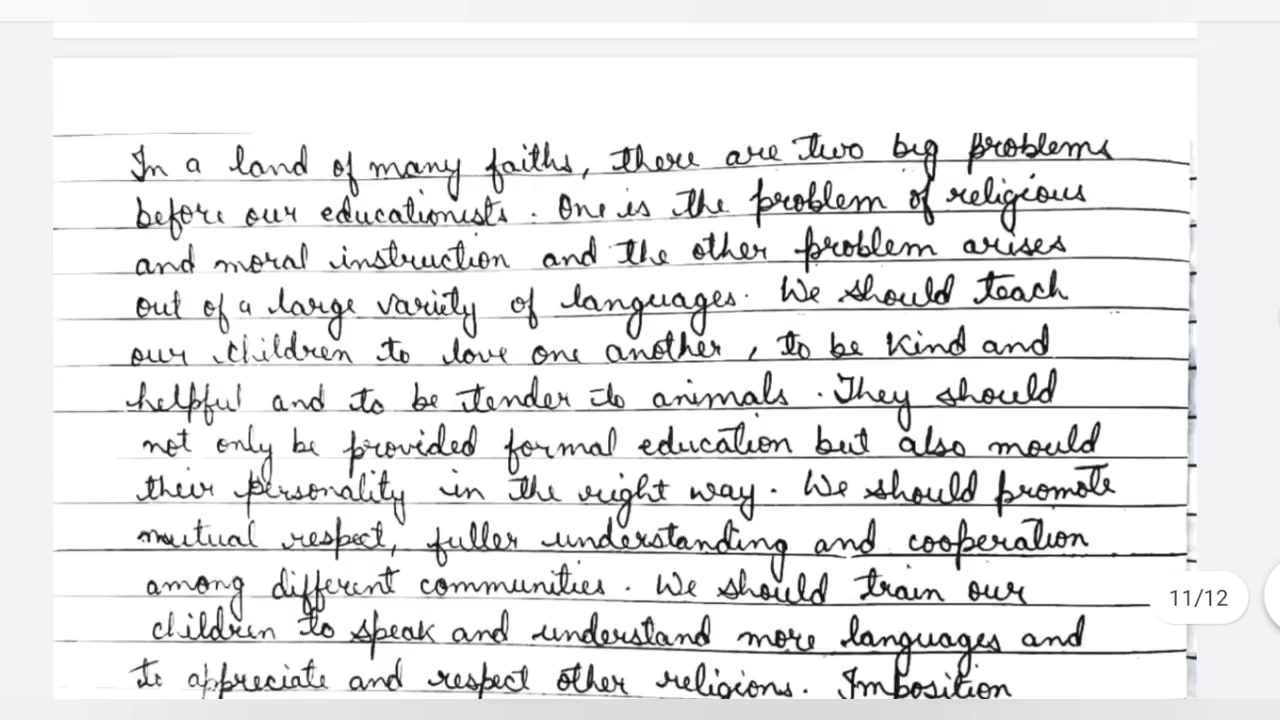 In a land of many faiths, there are two big problems
before our educationists. One is the problem of religious
and moral instruction and the other problem arises
out of a large variety of languages. We should teach
our children to love one another, to be kind and
helpful and to be tender to animals. They should
not only be provided formal education but also mould
their personality in the right way. We should promote
mutual respect, fuller understanding and cooperation
among different communities. We should train our
11/12
children to speak and understand more languages and
to appreciate and respect other religions. Imposition